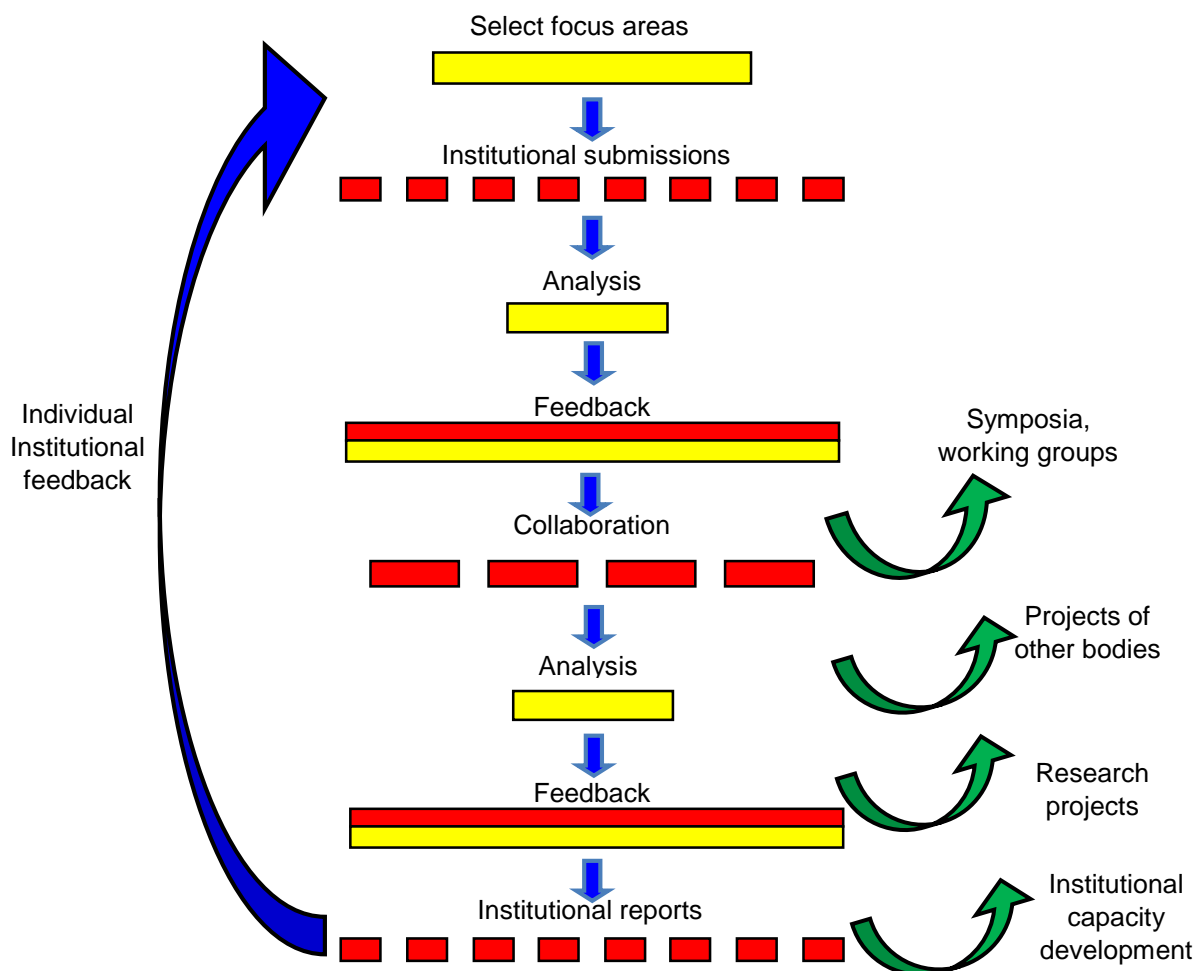 Select focus areas
Institutional submissions
Analysis
Feedback
Individual
Institutional
feedback
Symposia,
working groups
Collaboration
Projects of
other bodies
Analysis
Feedback
Research
projects
Institutional reports
Institutional
capacity
development